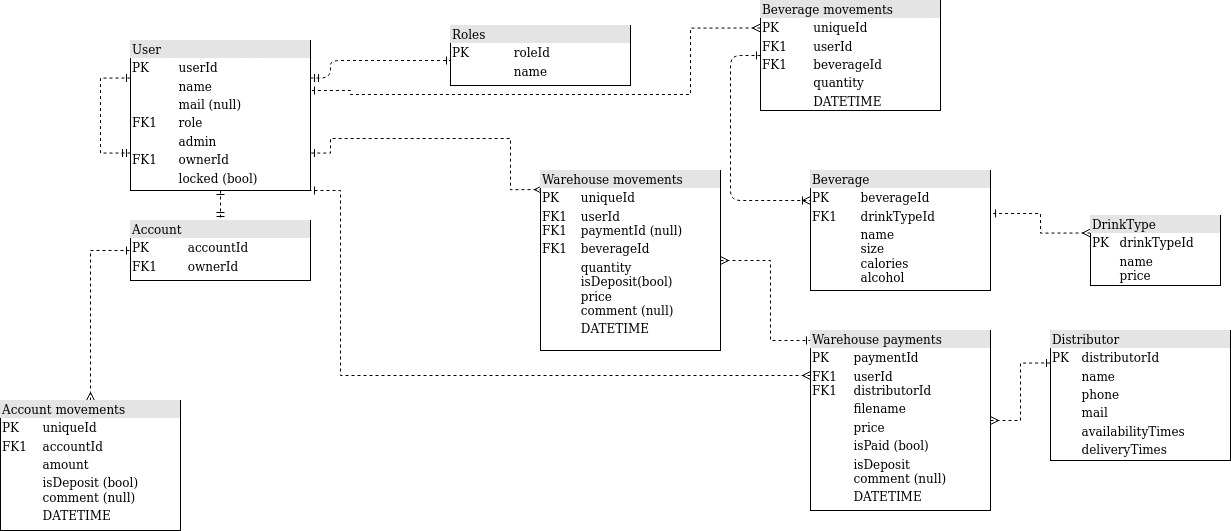 User
PK userId
name
mail (null)
FK1 role
admin
FK1 ownerId
locked (bool)
Account
PK accountId
FK1 ownerId
Account movements
PK uniqueId
FK1 accountId
amount
isDeposit (bool)
comment (null)
DATETIME
Roles
PK roleId
name
Warehouse movements
PK uniqueId
FK1 userId
FK1 paymentId (null)
FK1 beverageId
quantity
isDeposit(bool)
price
comment (null)
DATETIME
Beverage movements
PK uniqueId
FK1 userId
FK1 beverageId
quantity
DATETIME
Beverage
PK beverageId
FK1 drinkTypeId
name
size
calories
alcohol
DrinkType
PK drinkTypeId
name
price
Warehouse payments
PK paymentId
FK1 userId
FK1 distributorId
filename
price
isPaid (bool)
isDeposit
comment (null)
DATETIME
Distributor
PK distributorId
name
phone
mail
availabilityTimes
deliveryTimes